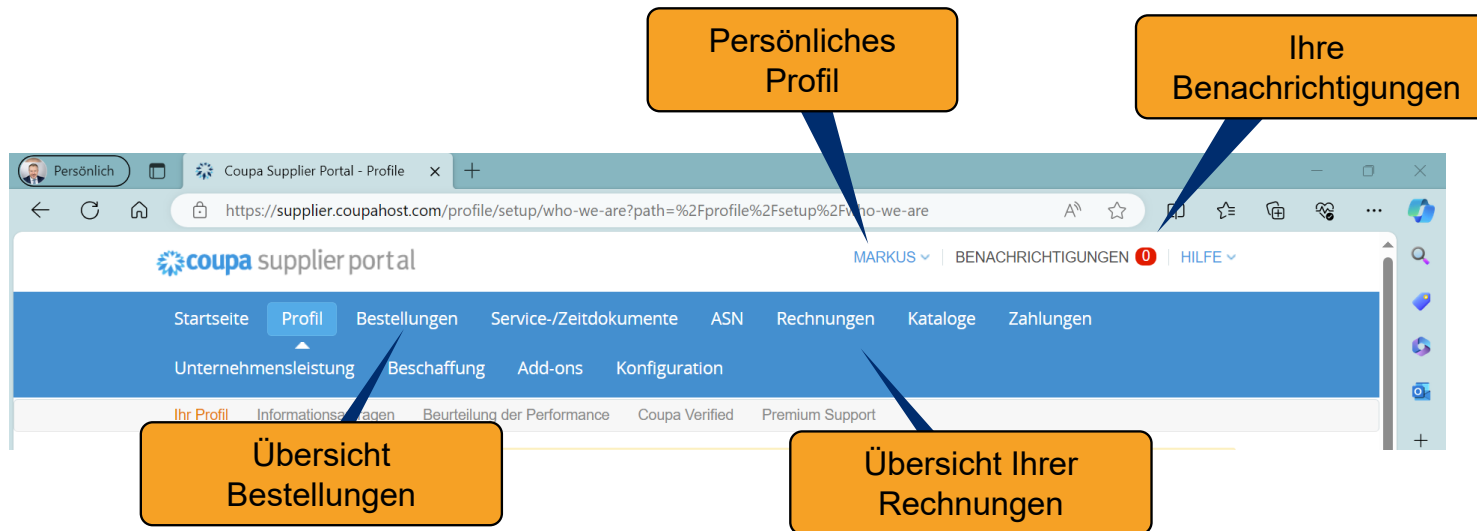 Persönliches
Profil
Ihre
Benachrichtigungen
Persönlich
Coupa Supplier Portal - Profile
https://supplier.coupahost.com/profile/setup/who-we-are?path=%2Fprofile%2Fsetup%2Fwho-we-are
coupa supplier portal
MARKUS
BENACHRICHTIGUNGEN 0
HILFE
Startseite Profil Bestellungen Service-/Zeitdokumente ASN Rechnungen Kataloge Zahlungen
Unternehmensleistung Beschaffung Add-ons Konfiguration
Ihr Profil Beurteilung der Performance Coupa Verified Premium Support
Übersicht
Bestellungen
Übersicht Ihrer
Rechnungen